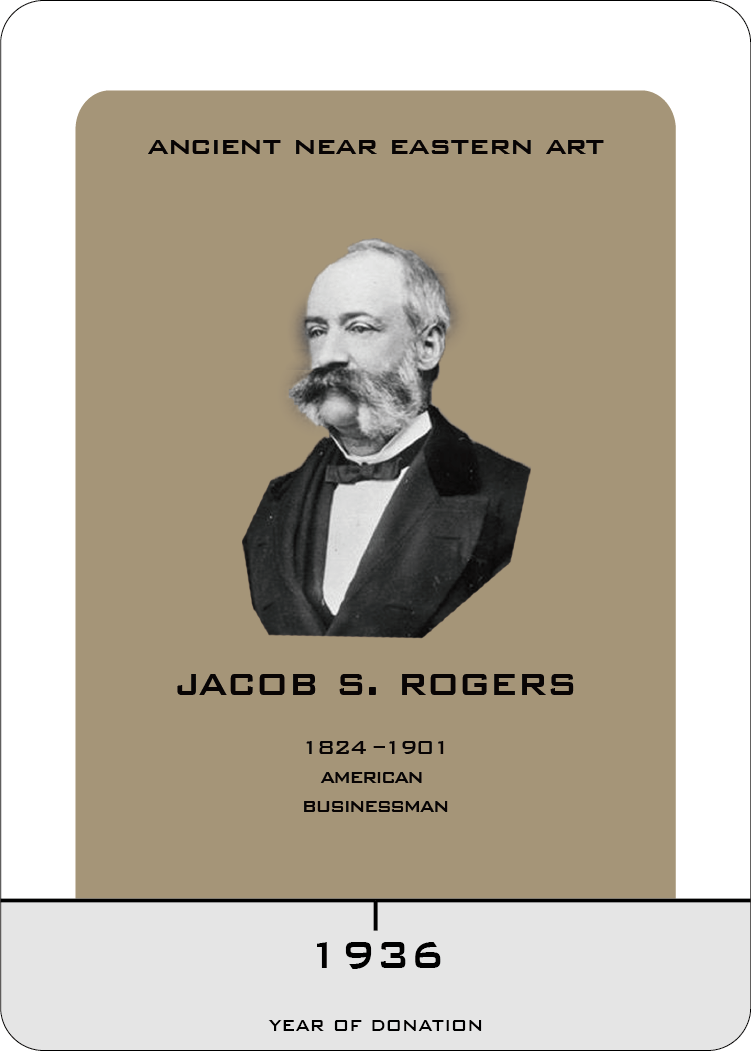 ANCIENT NEAR EASTERN ART
JACOB S. ROGERS
1824 –1901
AMERICAN
BUSINESSMAN
1936
YEAR OF DONATION